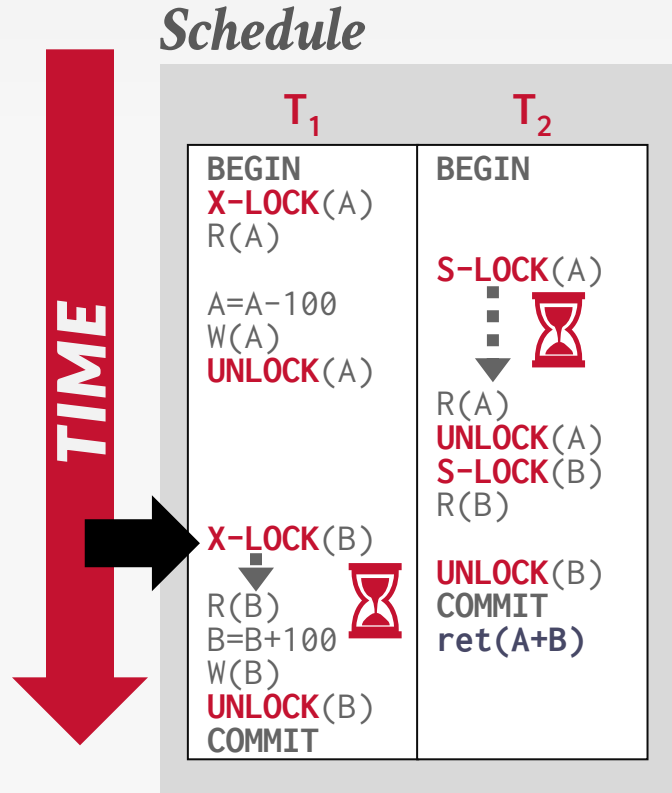 Schedule
TIME
T1
BEGIN
X-LOCK(A)
R(A)
A=A-100
W(A)
UNLOCK(A)
X-LOCK(B)
R(B)
B=B+100
W(B)
UNLOCK(B)
COMMIT
T2
BEGIN
S-LOCK(A)
R(A)
UNLOCK(A)
S-LOCK(B)
R(B)
UNLOCK(B)
COMMIT
ret(A+B)